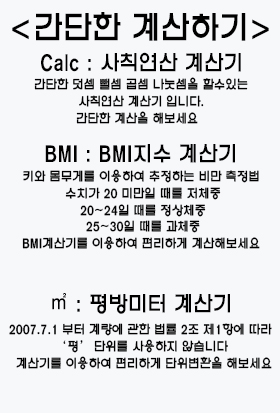 <간단한 계산하기>
Calc : 사칙연산 계산기
간단한 덧셈 뺄셈 곱셈 나눗셈을 할수있는
사칙연산 계산기 입니다.
간단한 계산을 해보세요
BMI : BMI지수 계산기
키와 몸무게를 이용하여 추정하는 비만 측정법
수치가 20 미만일 때를 저체중
20~24일 때를 정상체중
25~30일 때를 과체중
BMI계산기를 이용하여 편리하게 계산해보세요
㎡ : 평방미터 계산기
2007.7.1 부터 계량에 관한 법률 2조 제1항에 따라
‘평’ 단위를 사용하지 않습니다
계산기를 이용하여 편리하게 단위변환을 해보세요